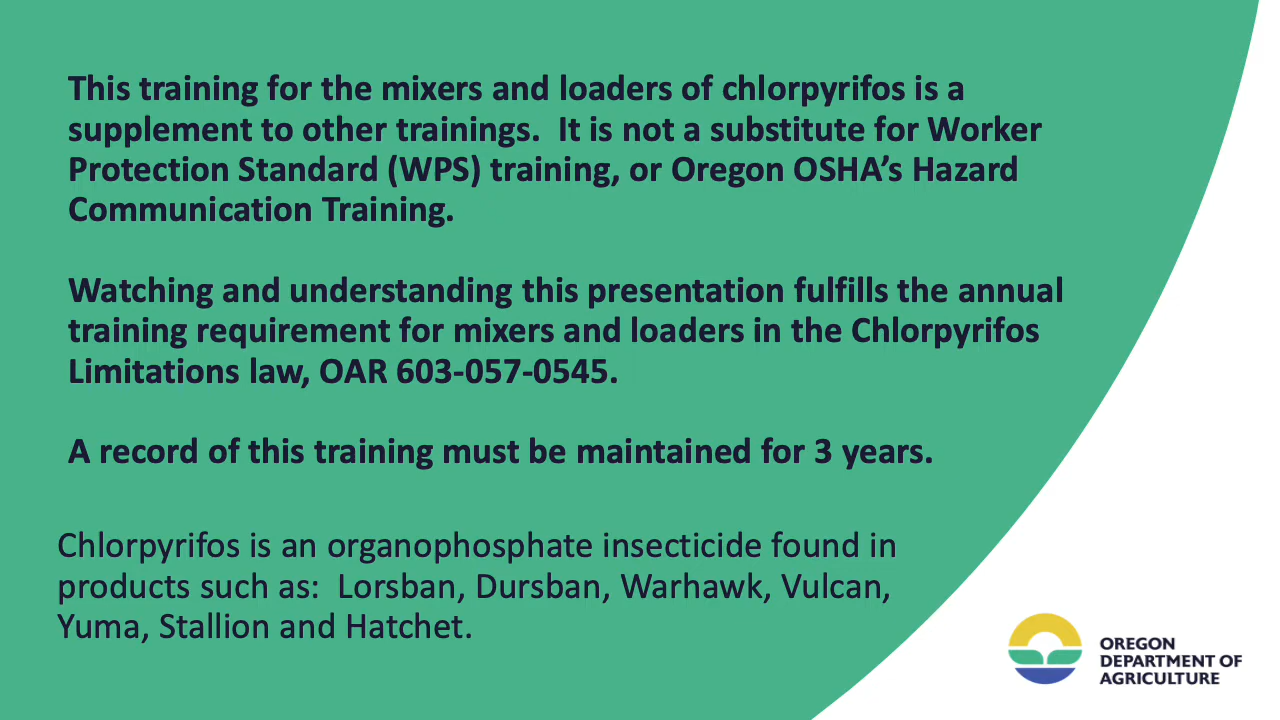 This training for the mixers and loaders of chlorpyrifos is a
supplement to other trainings.  It is not a substitute for Worker
Protection Standard (WPS) training, or Oregon OSHA’s Hazard
Communication Training.
Watching and understanding this presentation fulfills the annual
training requirement for mixers and loaders in the Chlorpyrifos
Limitations law, OAR 603-057-0545.
A record of this training must be maintained for 3 years.
Chlorpyrifos is an organophosphate insecticide found in
products such as:  Lorsban, Dursban, Warhawk, Vulcan,
Yuma, Stallion and Hatchet.
OREGON
DEPARTMENT OF
AGRICULTURE